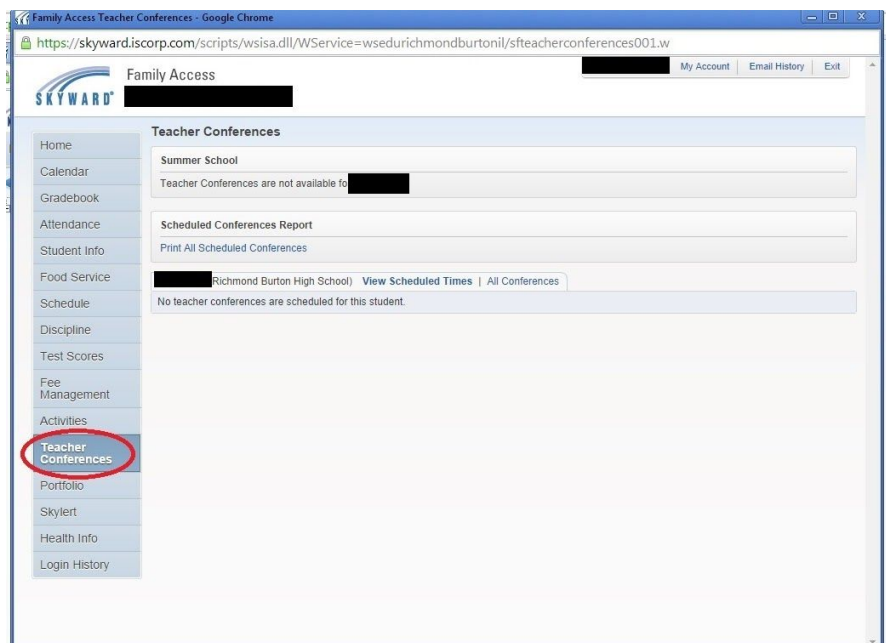 Family Access Teacher Conferences - Google Chrome
https://skyward.iscorp.com/scripts/wsisa.dll/WService=wsedurichmondburtonil/sfteacherconferences001.w
SKYWARD®
Family Access
My Account | Email History | Exit
Home
Calendar
Gradebook
Attendance
Student Info
Food Service
Schedule
Discipline
Test Scores
Fee
Management
Activities
Teacher
Conferences
Portfolio
Skylert
Health Info
Login History
Teacher Conferences
Summer School
Teacher Conferences are not available fo
Scheduled Conferences Report
Print All Scheduled Conferences
Richmond Burton High School) View Scheduled Times | All Conferences
No teacher conferences are scheduled for this student.